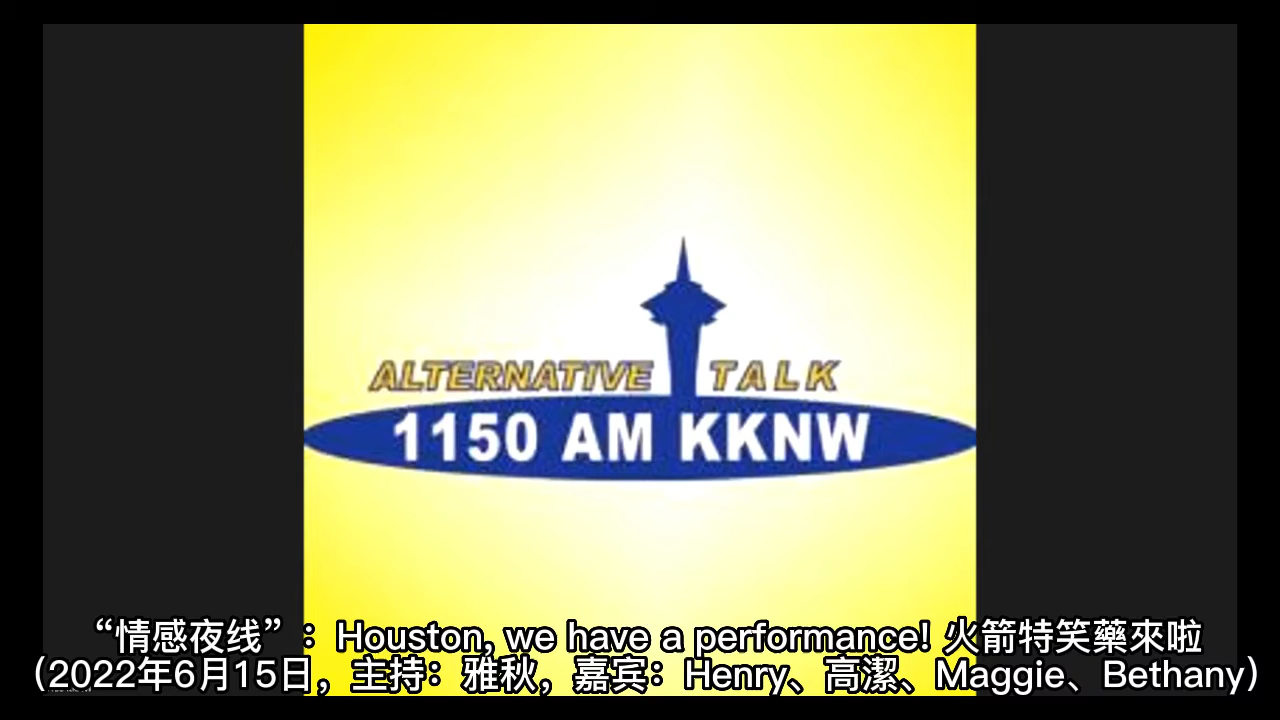 ALTERNATIVE TALK
1150 AM KKNW
“情感夜线”：Houston, we have a performance! 火箭特笑藥來啦
（2022年6月15日，主持：雅秋，嘉宾：Henry、高潔、Maggie、Bethany）